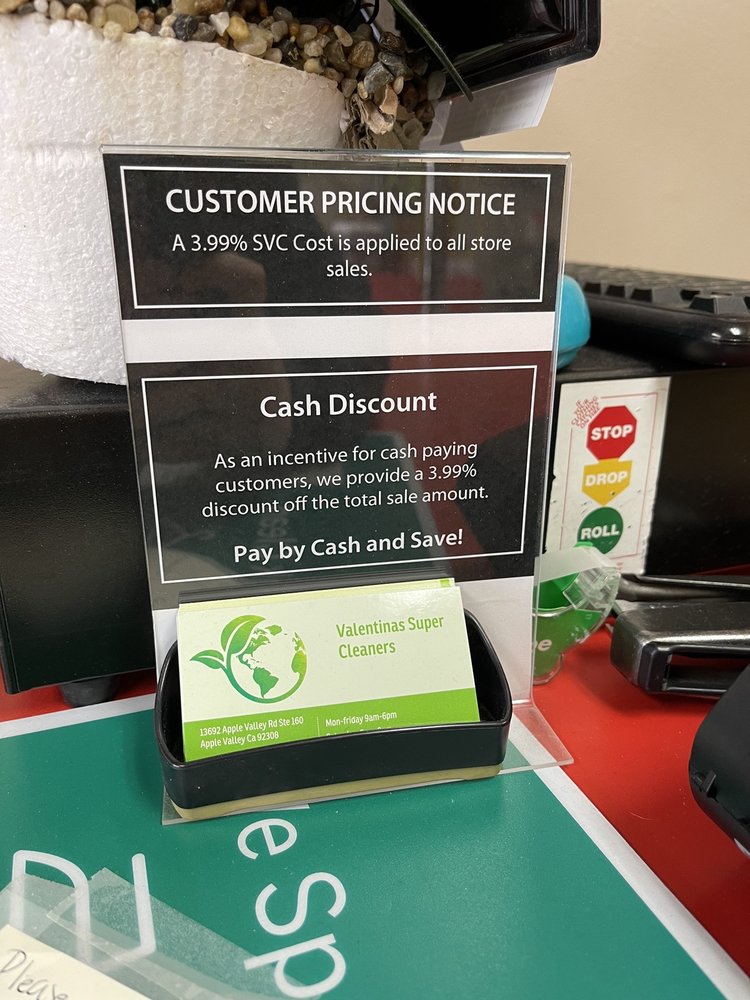 CUSTOMER PRICING NOTICE
A 3.99% SVC Cost is applied to all store
sales.
Cash Discount
As an incentive for cash paying
customers, we provide a 3.99%
discount off the total sale amount.
Pay by Cash and Save!
STOP
DROP
ROLL
Valentinas Super
Cleaners
13692 Apple Valley Rd Ste 160
Apple Valley Ca 92308
Mon-friday 9am-6pm
e Sp
Please